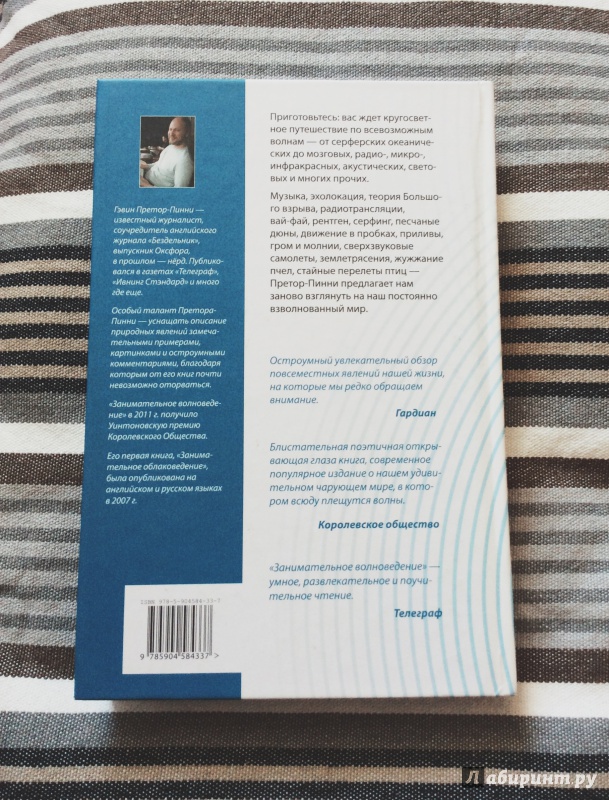 Гэвин Претор-Пинни —
известный журналист,
соучредитель английского
журнала «Бездельник»,
выпускник Оксфора,
в прошлом — нёрд. Публико-
вался в газетах «Телеграф»,
«Ивнинг Стэндард» и много
где еще.
Особый талант Претора-
Пинни — уснащать описание
природных явлений замеча-
тельными примерами,
картинками и остроумными
комментариями, благодаря
которым от его книг почти
невозможно оторваться.
«Занимательное волноведе-
ние» в 2011 г. получило
Уинтоновскую премию
Королевского Общества.
Его первая книга, «Занима-
тельное облаковедение»,
была опубликована на
английском и русском языках
в 2007 г.
ISBN 978-5-904584-33-7
9 785904 584337 >
Приготовьтесь: вас ждет кругосвет-
ное путешествие по всевозможным
волнам — от серферских океаниче-
ских до мозговых, радио-, микро-,
инфракрасных, акустических, свето-
вых и многих прочих.
Музыка, эхолокация, теория Большо-
го взрыва, радиотрансляции,
вай-фай, рентген, серфинг, песчаные
дюны, движение в пробках, приливы,
гром и молнии, сверхзвуковые
самолеты, землетрясения, жужжание
пчел, стайные перелеты птиц —
Претор-Пинни предлагает нам
заново взглянуть на наш постоянно
взволнованный мир.
Остроумный увлекательный обзор
повсеместных явлений нашей жизни,
на которые мы редко обращаем
внимание.
Гардиан
Блистательная поэтичная откры-
вающая глаза книга, современное
популярное издание о нашем удиви-
тельном чарующем мире, в кото-
ром всюду плещутся волны.
Королевское общество
«Занимательное волноведение» —
умное, развлекательное и поучи-
тельное чтение.
Телеграф
Лабиринт.ру